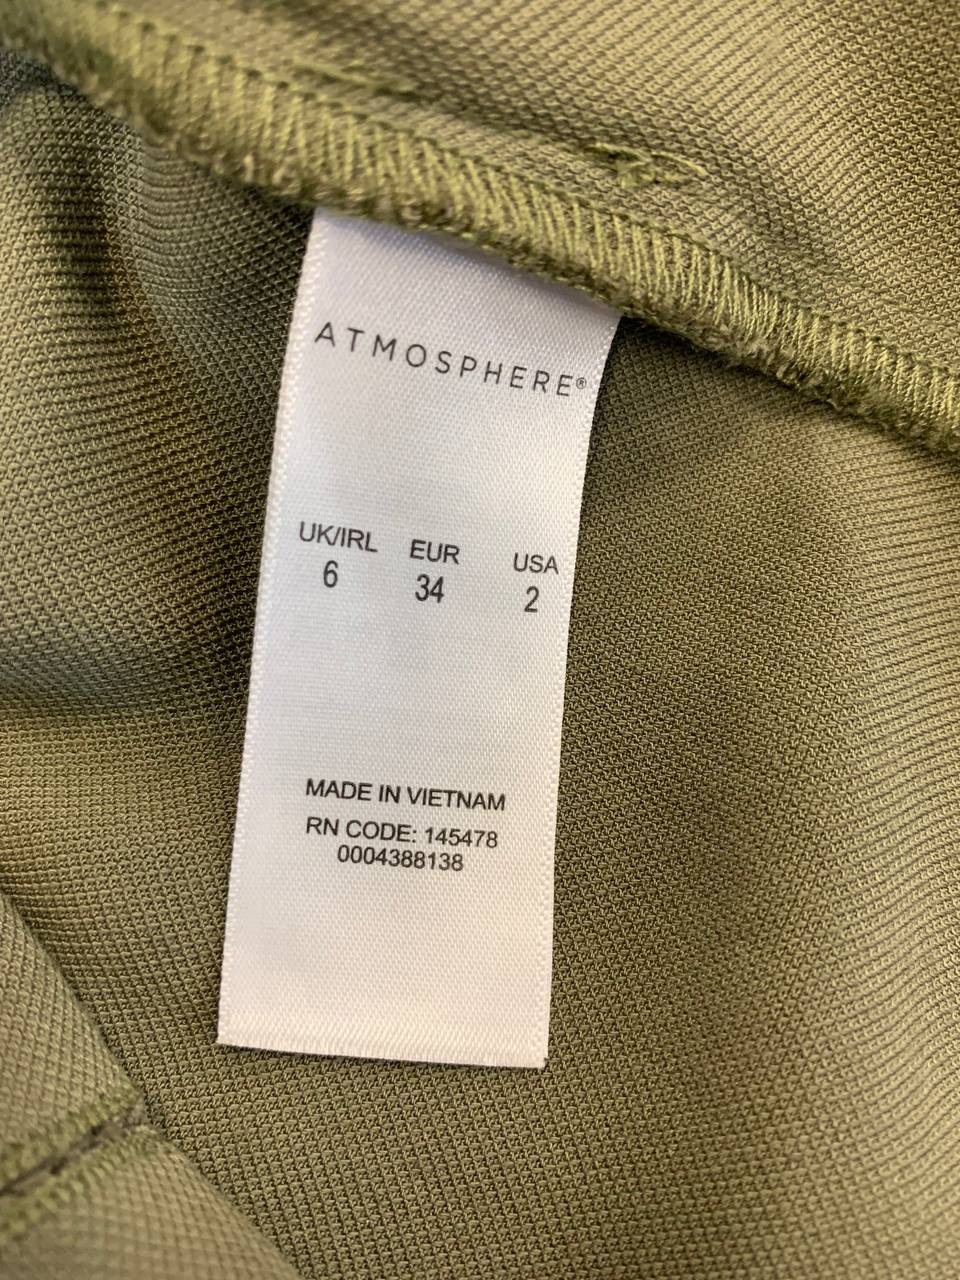 ATMOSPHERE®
UK/IRL EUR USA
6 34 2
MADE IN VIETNAM
RN CODE: 145478
0004388138